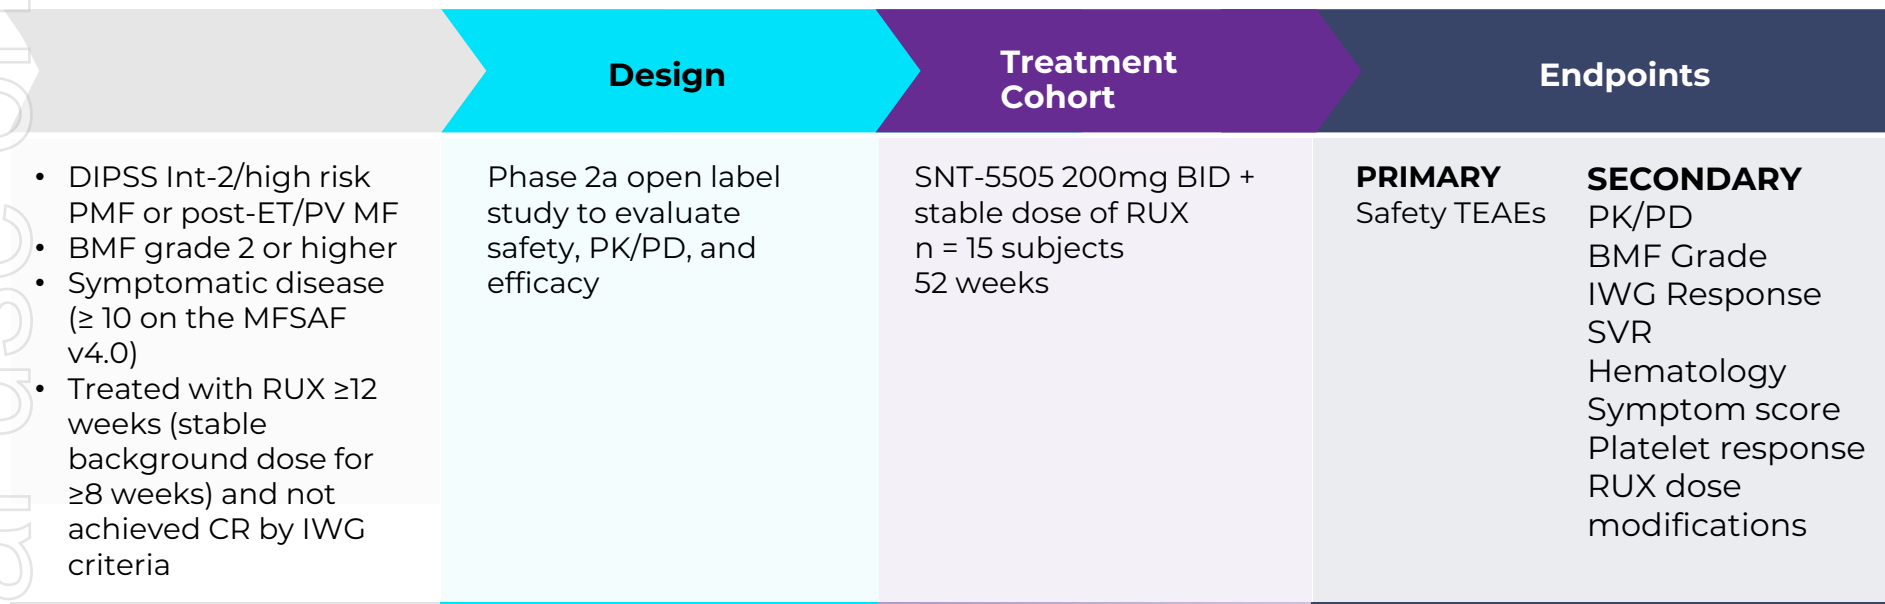 Design
Treatment
Cohort
Endpoints
• DIPSS Int-2/high risk
PMF or post-ET/PV MF
• BMF grade 2 or higher
• Symptomatic disease
(≥ 10 on the MFSAF
v4.0)
• Treated with RUX ≥12
weeks (stable
background dose for
≥8 weeks) and not
achieved CR by IWG
criteria
Phase 2a open label
study to evaluate
safety, PK/PD, and
efficacy
SNT-5505 200mg BID +
stable dose of RUX
n = 15 subjects
52 weeks
PRIMARY
Safety TEAEs
SECONDARY
PK/PD
BMF Grade
IWG Response
SVR
Hematology
Symptom score
Platelet response
RUX dose
modifications